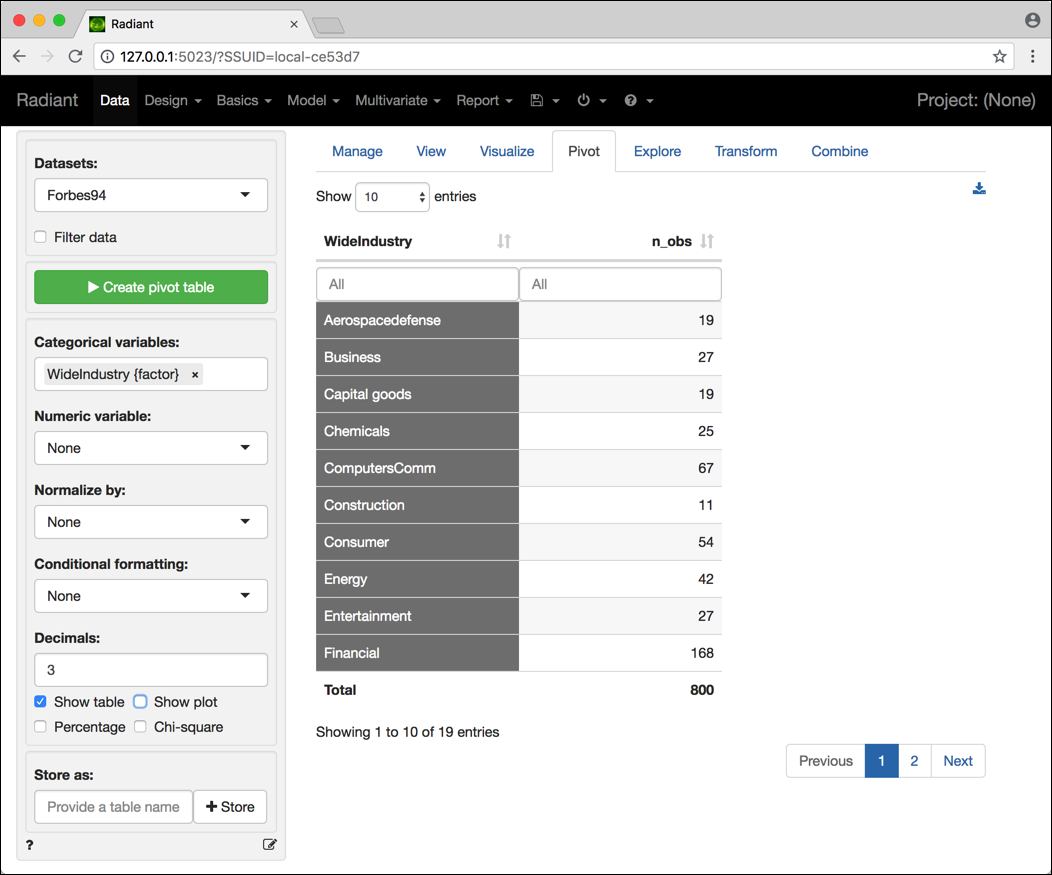 Radiant
127.0.0.1:5023/?SSUID=local-ce53d7
Radiant Data Design Basics Model Multivariate Report ? Project: (None)
Datasets:
Forbes94
Filter data
Create pivot table
Categorical variables:
WideIndustry {factor} ×
Numeric variable:
None
Normalize by:
None
Conditional formatting:
None
Decimals:
3
Show table Show plot
Percentage Chi-square
Store as:
Provide a table name + Store
?
Manage View Visualize Pivot Explore Transform Combine
Show 10 entries
WideIndustry n_obs
All All
Aerospacedefense 19
Business 27
Capital goods 19
Chemicals 25
ComputersComm 67
Construction 11
Consumer 54
Energy 42
Entertainment 27
Financial 168
Total 800
Showing 1 to 10 of 19 entries
Previous 1 2 Next